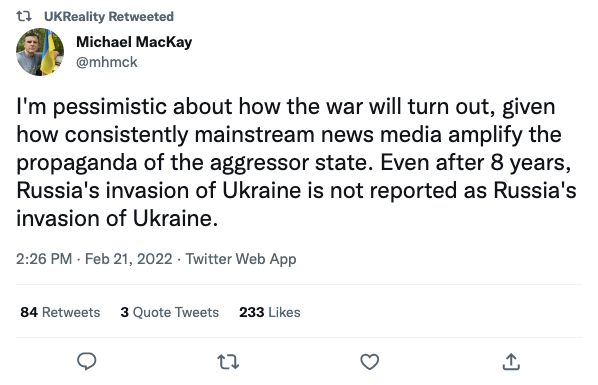 UKReality Retweeted
Michael MacKay
@mhmck
I'm pessimistic about how the war will turn out, given
how consistently mainstream news media amplify the
propaganda of the aggressor state. Even after 8 years,
Russia's invasion of Ukraine is not reported as Russia's
invasion of Ukraine.
2:26 PM · Feb 21, 2022 · Twitter Web App
84 Retweets 3 Quote Tweets 233 Likes